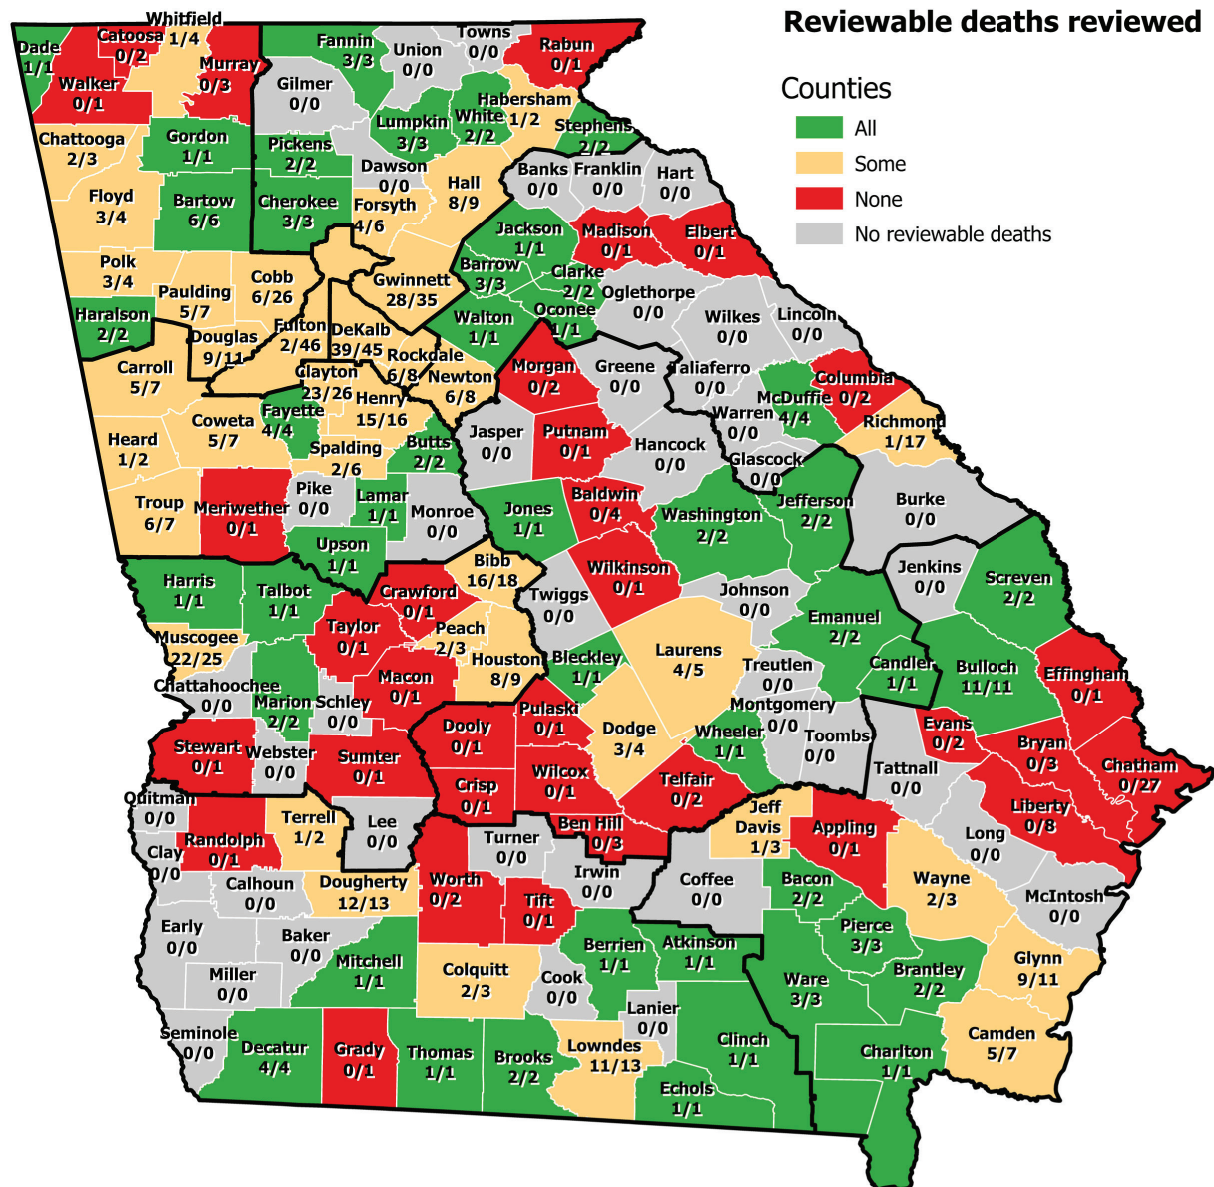 Reviewable deaths reviewed
Counties
All
Some
None
No reviewable deaths
Whitfield
1/4
Dade
1/1
Catoosa
0/2
Walker
0/1
Murray
0/3
Fannin
3/3
Union
0/0
Towns
0/0
Rabun
0/1
Gilmer
0/0
Lumpkin
3/3
White
2/2
Habersham
1/2
Stephens
2/2
Chattooga
2/3
Gordon
1/1
Pickens
2/2
Dawson
0/0
Hall
8/9
Banks
0/0
Franklin
0/0
Hart
0/0
Floyd
3/4
Bartow
6/6
Cherokee
3/3
Forsyth
4/6
Jackson
1/1
Madison
0/1
Elbert
0/1
Polk
3/4
Paulding
5/7
Cobb
6/26
Gwinnett
28/35
Barrow
3/3
Clarke
2/2
Oglethorpe
0/0
Wilkes
0/0
Lincoln
0/0
Haralson
2/2
Douglas
9/11
Fulton
2/46
DeKalb
39/45
Rockdale
6/8
Walton
1/1
Oconee
1/1
Carroll
5/7
Clayton
23/26
Newton
6/8
Morgan
0/2
Greene
0/0
Taliaferro
0/0
McDuffie
4/4
Columbia
0/2
Heard
1/2
Coweta
5/7
Fayette
4/4
Henry
15/16
Spalding
2/6
Butts
2/2
Jasper
0/0
Putnam
0/1
Hancock
0/0
Warren
0/0
Glascock
0/0
Richmond
1/17
Troup
6/7
Meriwether
0/1
Pike
0/0
Lamar
1/1
Monroe
0/0
Jones
1/1
Baldwin
0/4
Washington
2/2
Jefferson
2/2
Burke
0/0
Upson
1/1
Harris
1/1
Talbot
1/1
Crawford
0/1
Bibb
16/18
Twiggs
0/0
Wilkinson
0/1
Johnson
0/0
Emanuel
2/2
Jenkins
0/0
Screven
2/2
Muscogee
22/25
Taylor
0/1
Peach
2/3
Houston
8/9
Bleckley
1/1
Laurens
4/5
Treutlen
0/0
Candler
1/1
Bulloch
11/11
Effingham
0/1
Chattahoochee
0/0
Marion
2/2
Schley
0/0
Macon
0/1
Dooly
0/1
Pulaski
0/1
Dodge
3/4
Wheeler
1/1
Montgomery
0/0
Toombs
0/0
Tattnall
0/0
Evans
0/2
Bryan
0/3
Chatham
0/27
Stewart
0/1
Webster
0/0
Sumter
0/1
Crisp
0/1
Wilcox
0/1
Telfair
0/2
Liberty
0/8
Quitman
0/0
Randolph
0/1
Terrell
1/2
Lee
0/0
Turner
0/0
Ben Hill
0/3
Jeff
Davis
1/3
Appling
0/1
Long
0/0
Clay
0/0
Calhoun
0/0
Dougherty
12/13
Worth
0/2
Tift
0/1
Irwin
0/0
Coffee
0/0
Bacon
2/2
Wayne
2/3
McIntosh
0/0
Early
0/0
Baker
0/0
Miller
0/0
Mitchell
1/1
Colquitt
2/3
Cook
0/0
Berrien
1/1
Atkinson
1/1
Pierce
3/3
Ware
3/3
Brantley
2/2
Glynn
9/11
Seminole
0/0
Decatur
4/4
Grady
0/1
Thomas
1/1
Brooks
2/2
Lowndes
11/13
Lanier
0/0
Clinch
1/1
Echols
1/1
Charlton
1/1
Camden
5/7